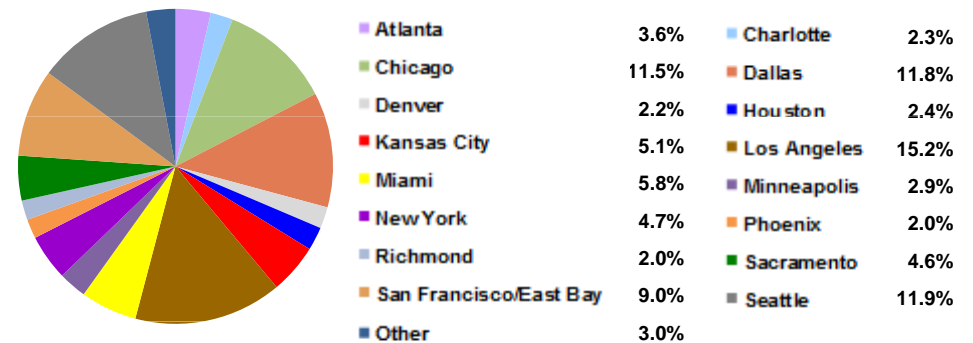 Atlanta 3.6% Charlotte 2.3%
Chicago 11.5% Dallas 11.8%
Denver 2.2% Houston 2.4%
Kansas City 5.1% Los Angeles 15.2%
Miami 5.8% Minneapolis 2.9%
New York 4.7% Phoenix 2.0%
Richmond 2.0% Sacramento 4.6%
San Francisco/East Bay 9.0% Seattle 11.9%
Other 3.0%